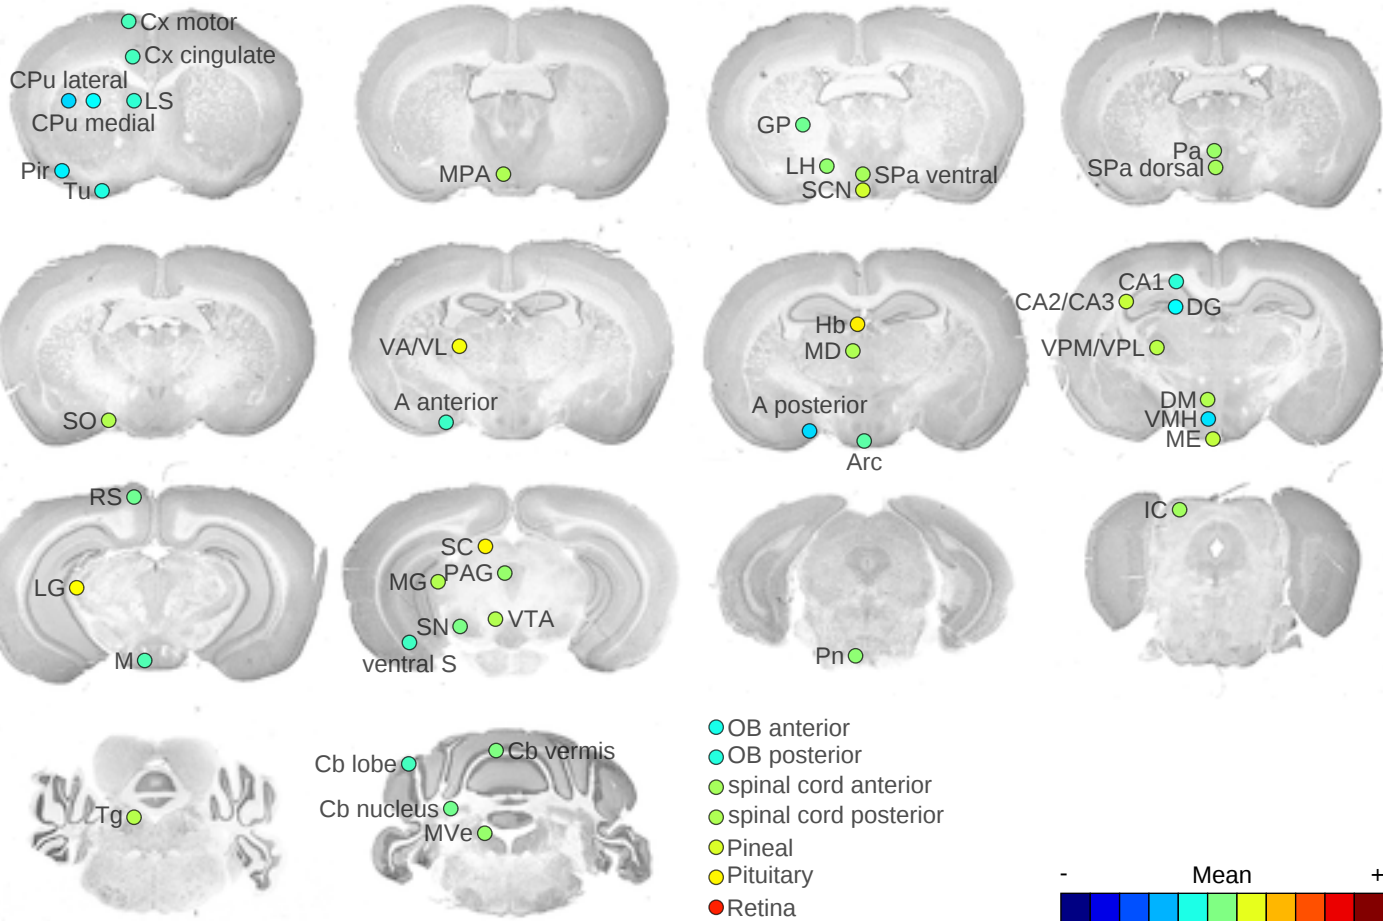 Cx motor
Cx cingulate
CPu lateral
LS
CPu medial
Pir
Tu
MPA
GP
LH
SPa ventral
SCN
Pa
SPa dorsal
SO
VA/VL
A anterior
Hb
MD
A posterior
Arc
CA1
CA2/CA3
DG
VPM/VPL
DM
VMH
ME
RS
LG
M
SC
MG PAG
SN VTA
ventral S
Pn
IC
Tg
Cb lobe Cb vermis
Cb nucleus
MVe
OB anterior
OB posterior
spinal cord anterior
spinal cord posterior
Pineal
Pituitary
Retina
- Mean +